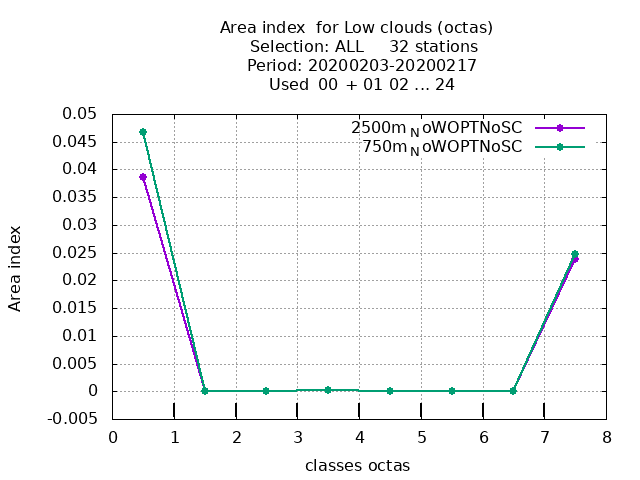 Area index  for Low clouds (octas)
Selection: ALL     32 stations
Period: 20200203-20200217
Used  00 + 01 02 ... 24
2500m_NoWOPTNoSC
750m_NoWOPTNoSC
0.05
0.045
0.04
0.035
0.03
0.025
0.02
0.015
0.01
0.005
0
-0.005
Area index
0 1 2 3 4 5 6 7 8
classes octas